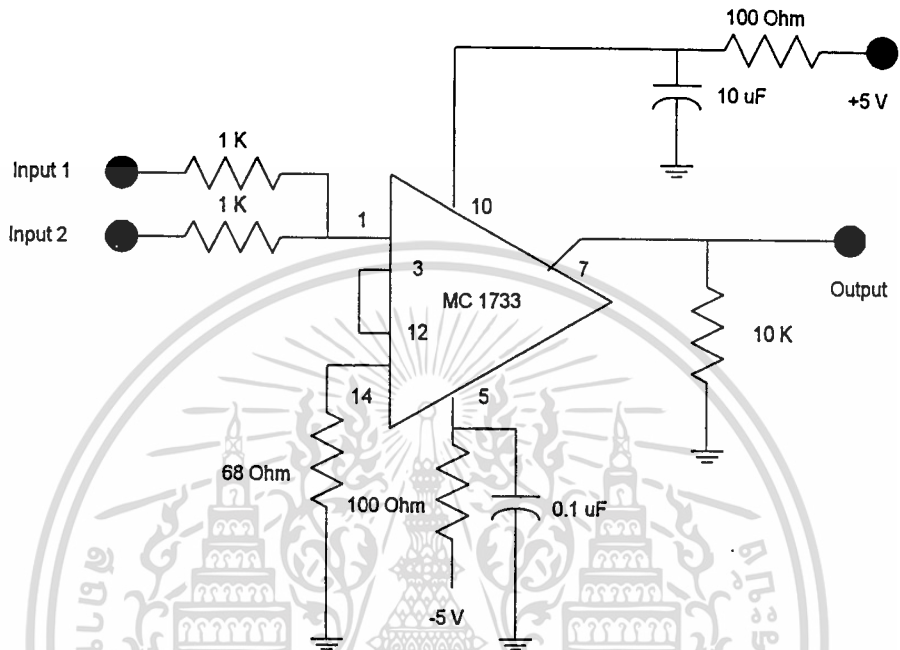 100 Ohm
10 uF
+5 V
1 K
Input 1
1 K
Input 2
1
10
3
7
MC 1733
Output
12
10 K
14
5
68 Ohm
100 Ohm
0.1 uF
-5 V